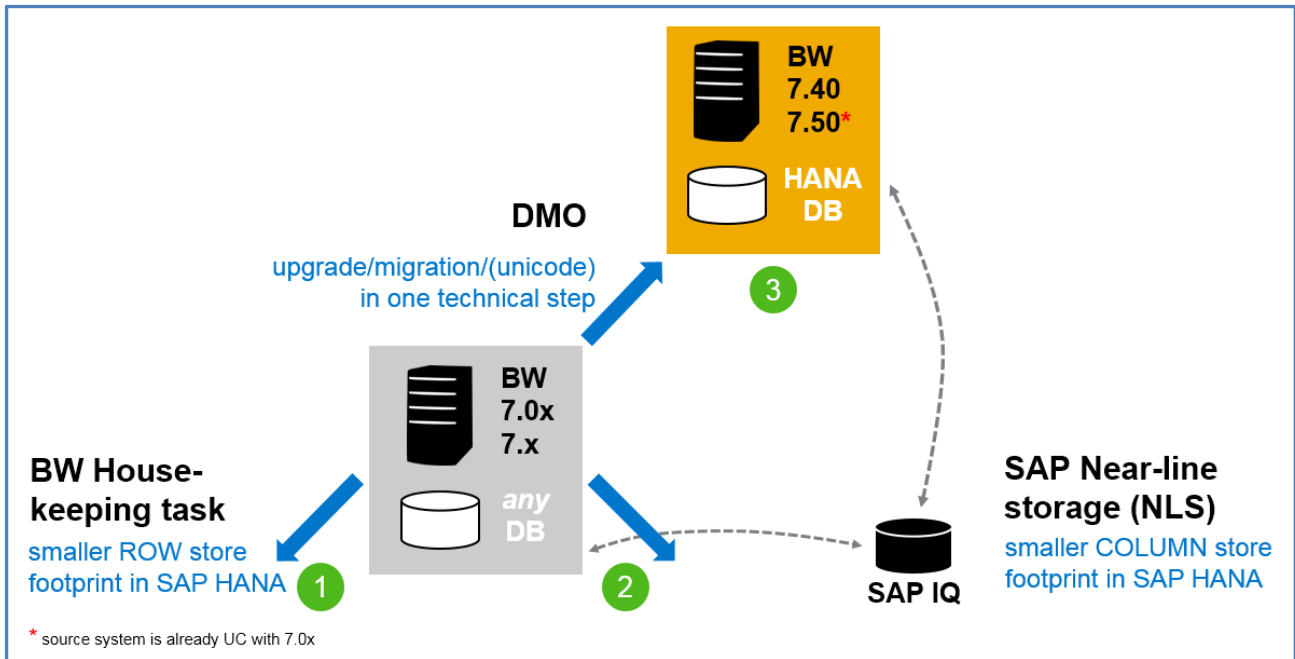 BW
7.40
7.50*
HANA
DB
DMO
upgrade/migration/(unicode)
in one technical step
3
BW
7.0x
7.x
any
DB
BW House-
keeping task
smaller ROW store
footprint in SAP HANA
1
2
SAP IQ
SAP Near-line
storage (NLS)
smaller COLUMN store
footprint in SAP HANA
* source system is already UC with 7.0x